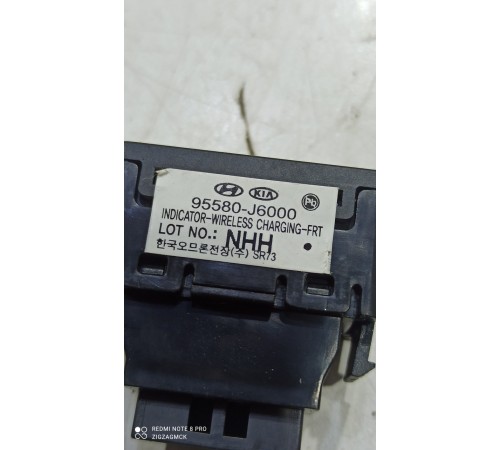 KIA
95580-J6000
INDICATOR-WIRELESS CHARGING-FRT
LOT NO.: NHH
한국오므론전장(주) SR73
REDMI NOTE 8 PRO
ZIGZAGMCK